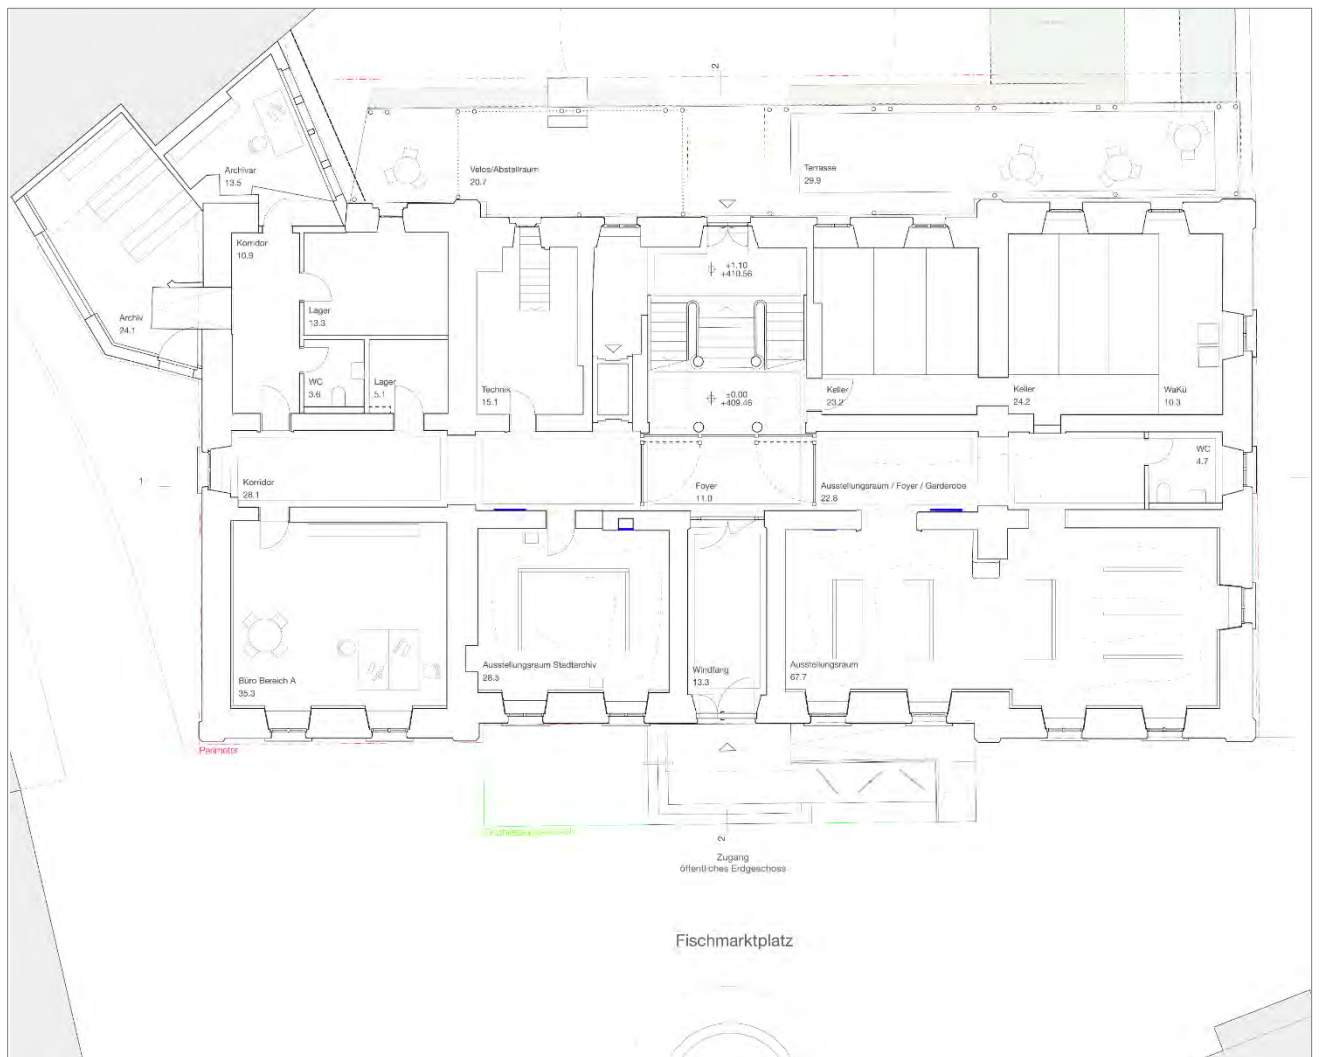 2
Archivar
13.5
Velos/Abstellraum
20.7
Terrasse
29.9
Korridor
10.9
+1.10
+410.56
Archiv
24.1
Lager
13.3
WC
3.6
Lager
5.1
Technik
15.1
±0.00
+409.46
Keller
23.2
Keller
24.2
WaKü
10.3
1
Korridor
28.1
Foyer
11.0
Ausstellungsraum / Foyer / Garderobe
22.8
WC
4.7
Büro Bereich A
35.3
Ausstellungsraum Stadtarchiv
28.5
Windfang
13.3
Ausstellungsraum
67.7
Perimeter
2
Zugang
öffentliches Erdgeschoss
Fischmarktplatz